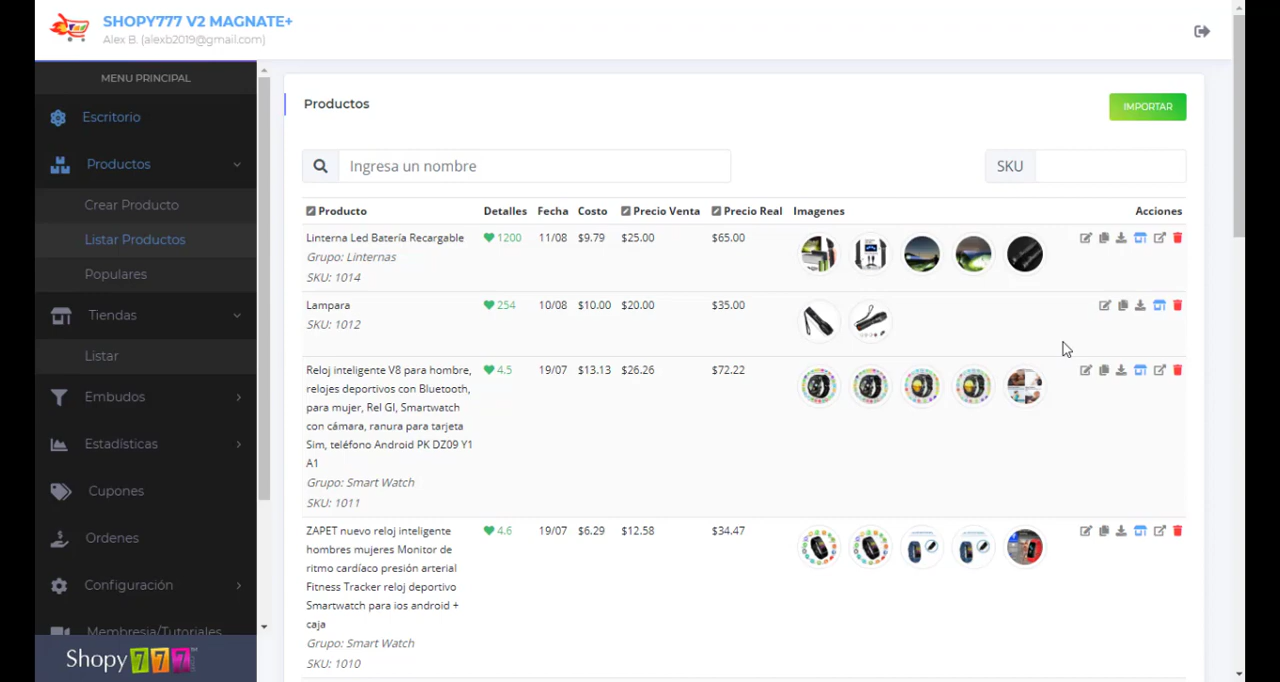 SHOPY777 V2 MAGNATE+
Alex B. (alexb2019@gmail.com)
MENU PRINCIPAL
Escritorio
Productos
Crear Producto
Listar Productos
Populares
Tiendas
Listar
Embudos
Estadísticas
Cupones
Ordenes
Configuración
Membresia/Tutoriales
Shopy777
Productos
IMPORTAR
Ingresa un nombre
SKU
Producto Detalles Fecha Costo Precio Venta Precio Real Imagenes Acciones
Linterna Led Batería Recargable 1200 11/08 $9.79 $25.00 $65.00
Grupo: Linternas
SKU: 1014
Lampara 254 10/08 $10.00 $20.00 $35.00
SKU: 1012
Reloj inteligente V8 para hombre, 4.5 19/07 $13.13 $26.26 $72.22
relojes deportivos con Bluetooth,
para mujer, Rel GI, Smartwatch
con cámara, ranura para tarjeta
Sim, teléfono Android PK DZ09 Y1
A1
Grupo: Smart Watch
SKU: 1011
ZAPET nuevo reloj inteligente 4.6 19/07 $6.29 $12.58 $34.47
hombres mujeres Monitor de
ritmo cardíaco presión arterial
Fitness Tracker reloj deportivo
Smartwatch para ios android +
caja
Grupo: Smart Watch
SKU: 1010